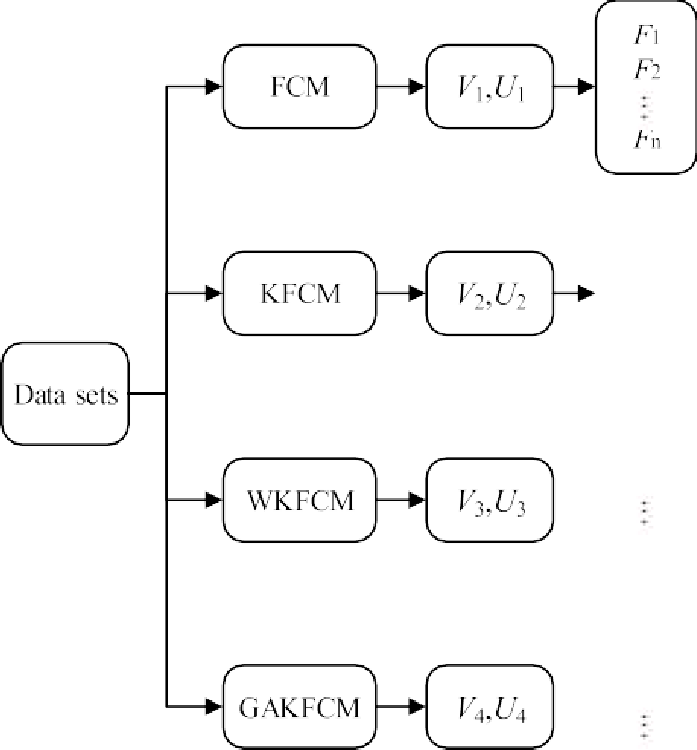 FCM
V1,U1
F1
F2
⋮
Fn
KFCM
V2,U2
Data sets
WKFCM
V3,U3
⋮
GAKFCM
V4,U4
⋮